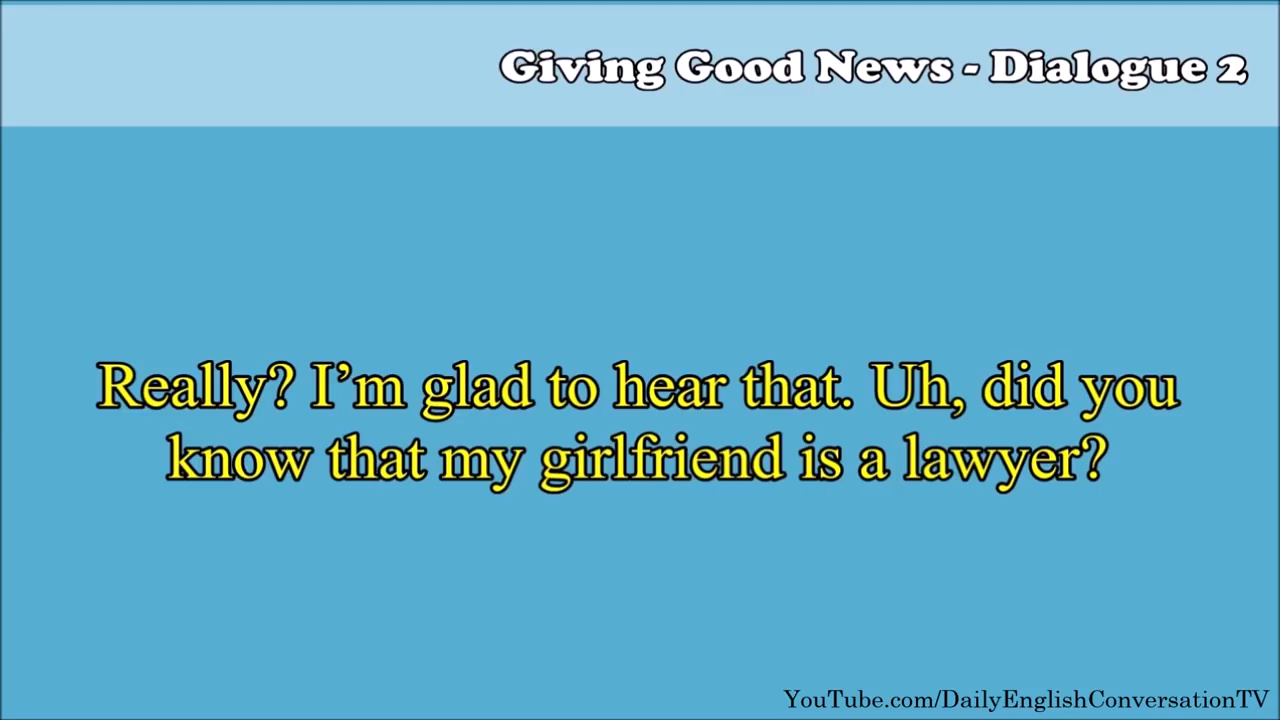 Giving Good News - Dialogue 2
Really? I’m glad to hear that. Uh, did you
know that my girlfriend is a lawyer?
YouTube.com/DailyEnglishConversationTV